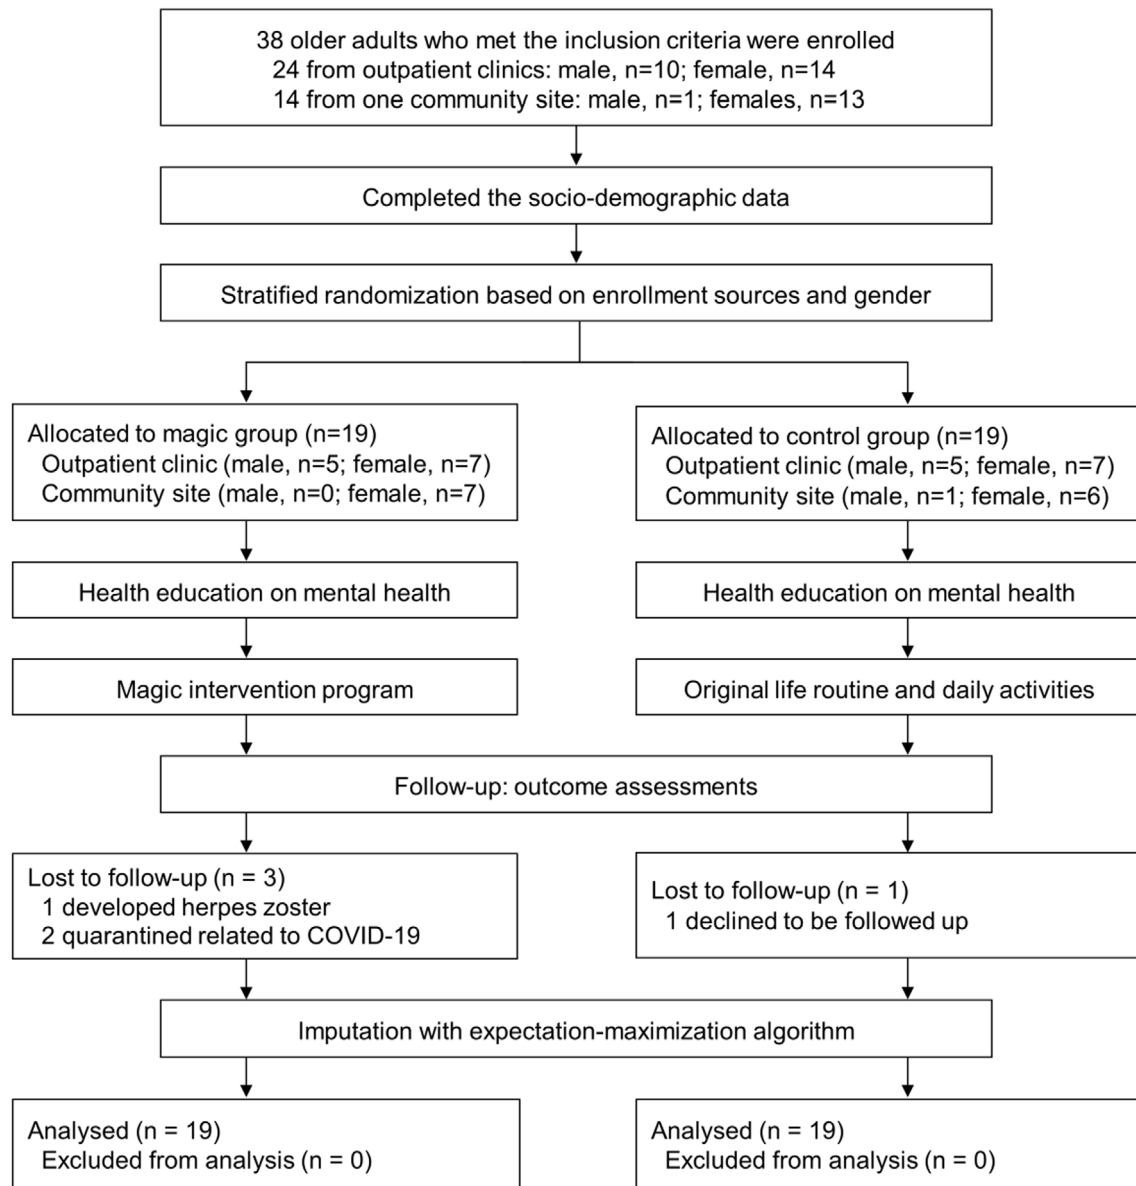 38 older adults who met the inclusion criteria were enrolled
24 from outpatient clinics: male, n=10; female, n=14
14 from one community site: male, n=1; females, n=13
Completed the socio-demographic data
Stratified randomization based on enrollment sources and gender
Allocated to magic group (n=19)
Outpatient clinic (male, n=5; female, n=7)
Community site (male, n=0; female, n=7)
Allocated to control group (n=19)
Outpatient clinic (male, n=5; female, n=7)
Community site (male, n=1; female, n=6)
Health education on mental health
Health education on mental health
Magic intervention program
Original life routine and daily activities
Follow-up: outcome assessments
Lost to follow-up (n = 3)
1 developed herpes zoster
2 quarantined related to COVID-19
Lost to follow-up (n = 1)
1 declined to be followed up
Imputation with expectation-maximization algorithm
Analysed (n = 19)
Excluded from analysis (n = 0)
Analysed (n = 19)
Excluded from analysis (n = 0)